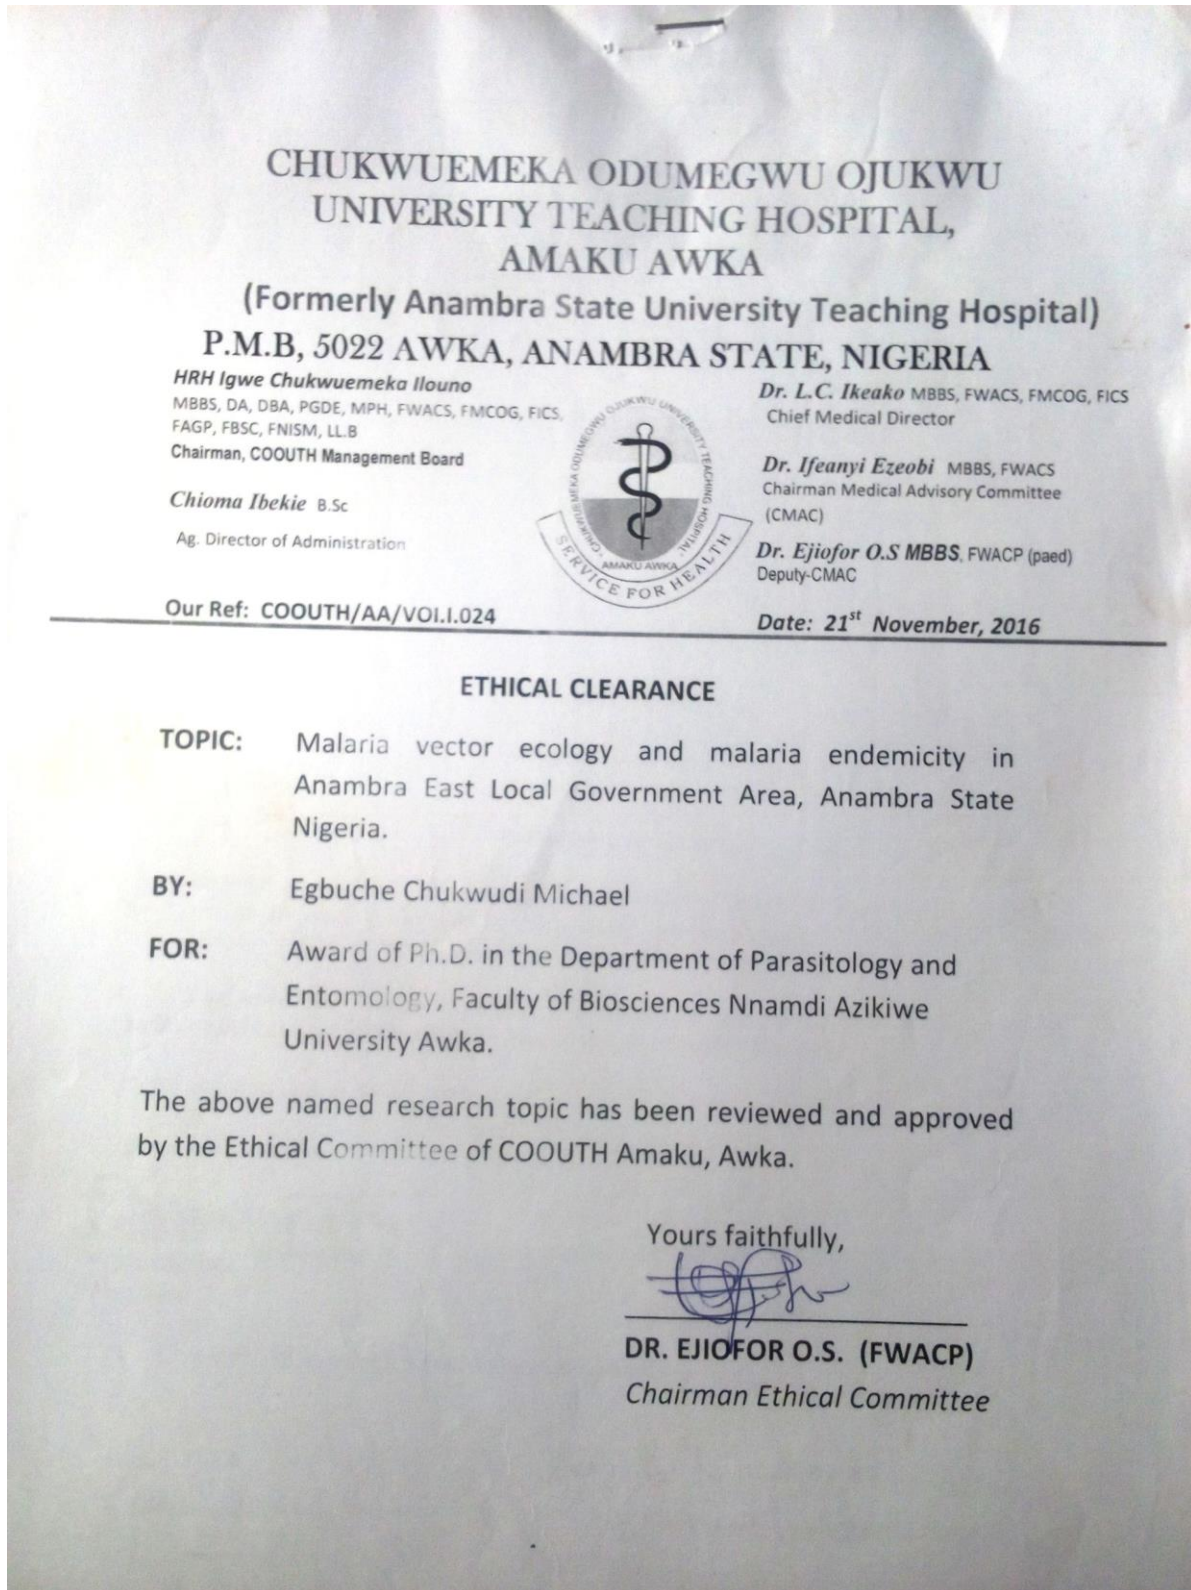 CHUKWUEMEKA ODUMEGWU OJUKWU
UNIVERSITY TEACHING HOSPITAL,
AMAKU AWKA
(Formerly Anambra State University Teaching Hospital)
P.M.B, 5022 AWKA, ANAMBRA STATE, NIGERIA
HRH Igwe Chukwuemeka Ilouno
MBBS, DA, DBA, PGDE, MPH, FWACS, FMCOG, FICS,
FAGP, FBSC, FNISM, LL.B
Chairman, COOUTH Management Board
Chioma Ibekie B.Sc
Ag. Director of Administration
CHUKWUEMEKA ODUMEGWU OJUKWU UNIVERSITY TEACHING HOSPITAL
AMAKU AWKA
SERVICE FOR HEALTH
Dr. L.C. Ikeako MBBS, FWACS, FMCOG, FICS
Chief Medical Director
Dr. Ifeanyi Ezeobi MBBS, FWACS
Chairman Medical Advisory Committee
(CMAC)
Dr. Ejiofor O.S MBBS, FWACP (paed)
Deputy-CMAC
Our Ref: COOUTH/AA/VOI.I.024
Date: 21st November, 2016
ETHICAL CLEARANCE
TOPIC: Malaria vector ecology and malaria endemicity in
Anambra East Local Government Area, Anambra State
Nigeria.
BY: Egbuche Chukwudi Michael
FOR: Award of Ph.D. in the Department of Parasitology and
Entomology, Faculty of Biosciences Nnamdi Azikiwe
University Awka.
The above named research topic has been reviewed and approved
by the Ethical Committee of COOUTH Amaku, Awka.
Yours faithfully,
DR. EJIOFOR O.S. (FWACP)
Chairman Ethical Committee